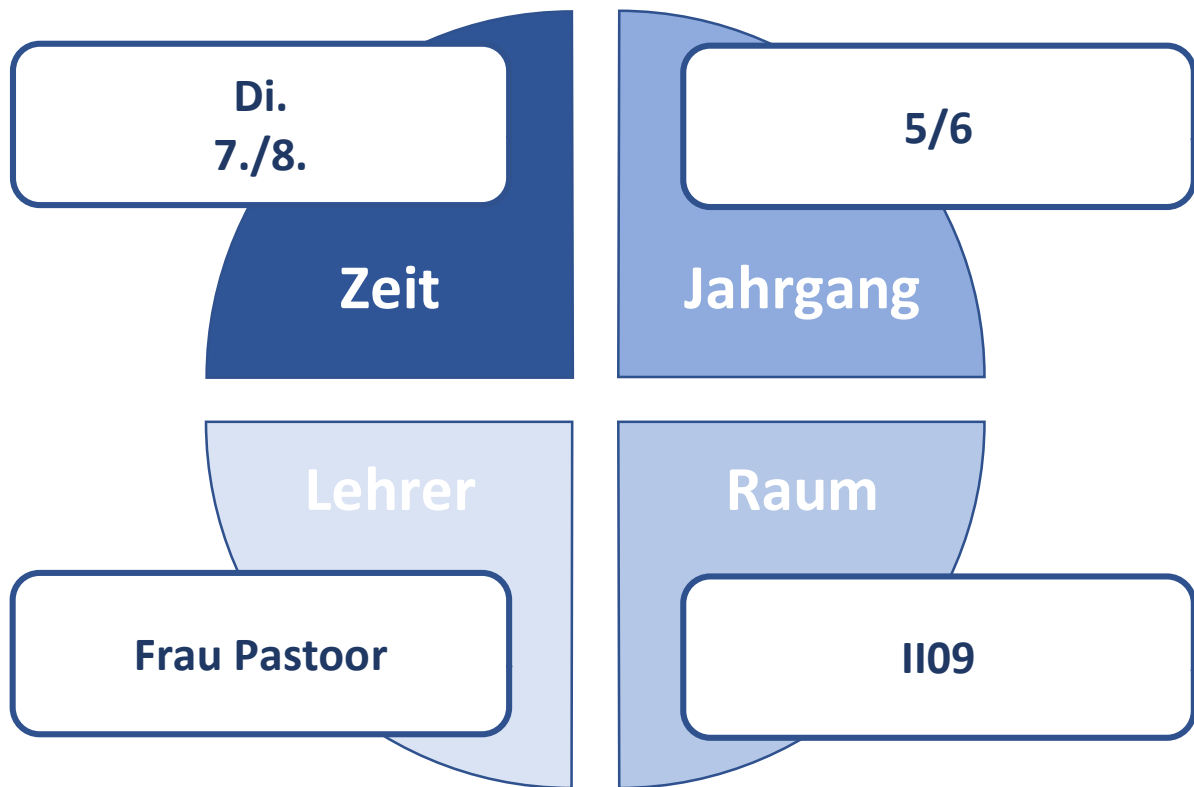 Di.
7./8.
Zeit
5/6
Jahrgang
Lehrer
Frau Pastoor
Raum
II09